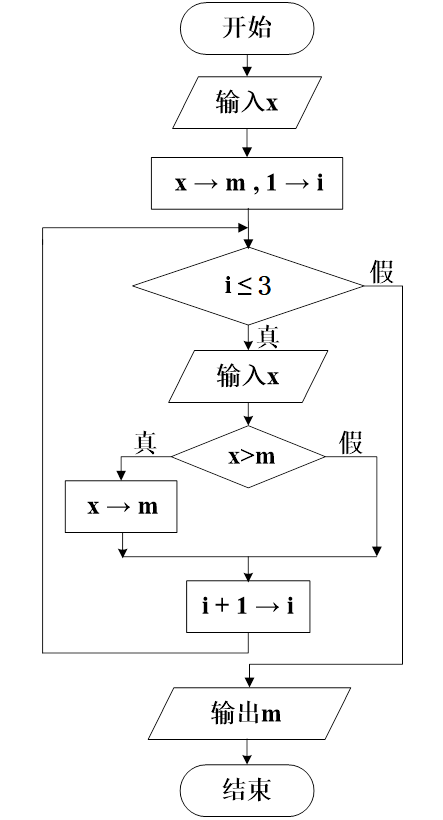 开始
输入x
x → m , 1 → i
i ≤ 3
假
真
输入x
真
x>m
假
x → m
i + 1 → i
输出m
结束